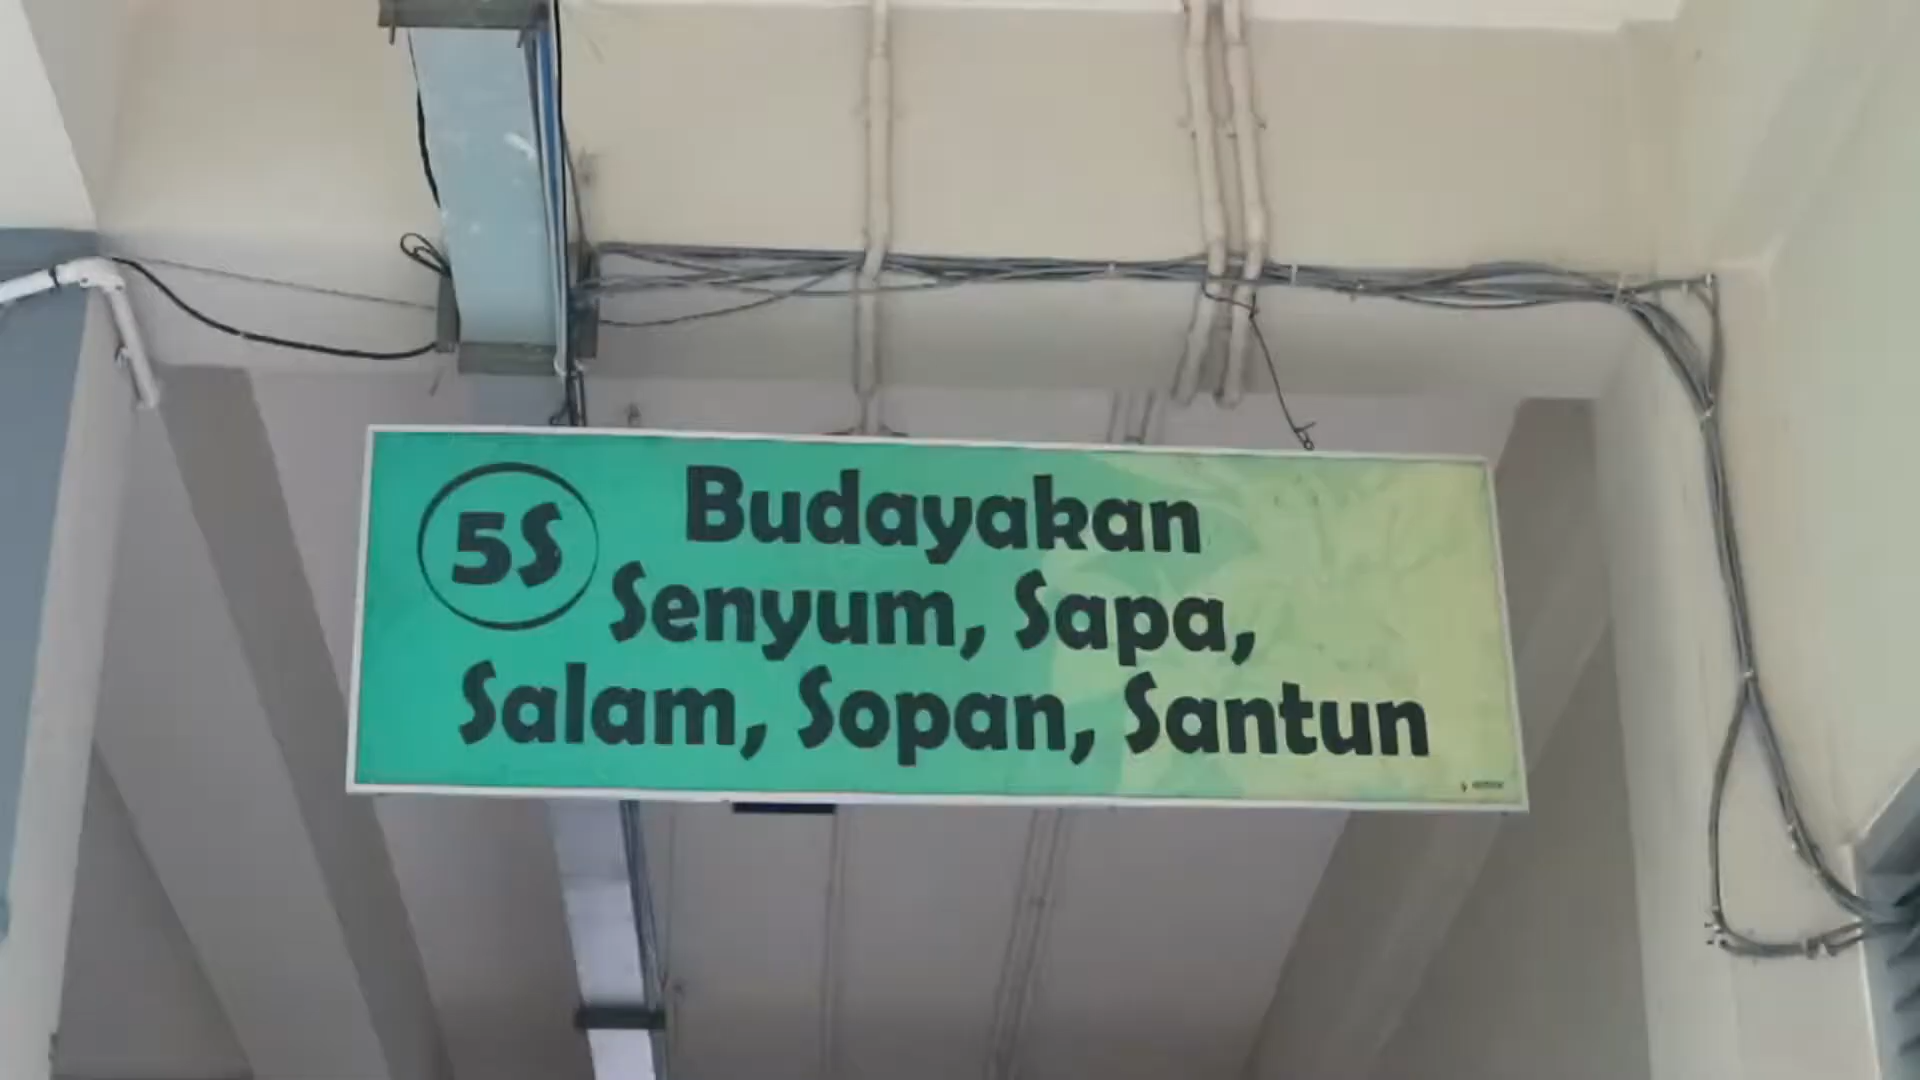 5S
Budayakan
Senyum, Sapa,
Salam, Sopan, Santun